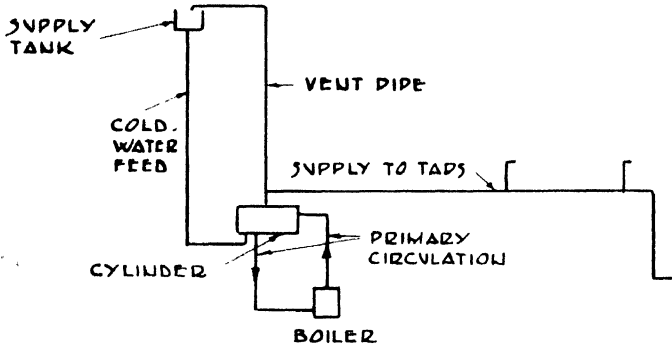 SUPPLY
TANK
VENT PIPE
COLD-
WATER
FEED
SUPPLY TO TAPS
PRIMARY
CIRCULATION
CYLINDER
BOILER